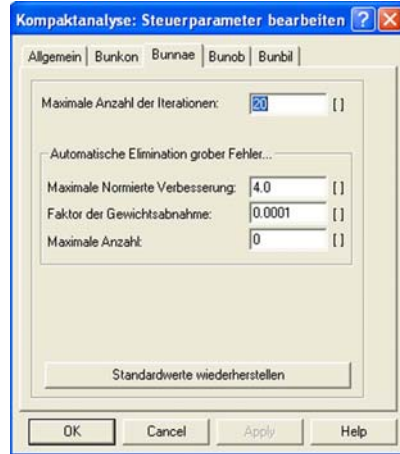 Kompaktanalyse: Steuerparameter bearbeiten ? X
Allgemein Bunkon Bunnae Bunob Bunbil
Maximale Anzahl der Iterationen: 20 [ ]
Automatische Elimination grober Fehler...
Maximale Normierte Verbesserung: 4.0 [ ]
Faktor der Gewichtsabnahme: 0.0001 [ ]
Maximale Anzahl: 0 [ ]
Standardwerte wiederherstellen
OK Cancel Apply Help